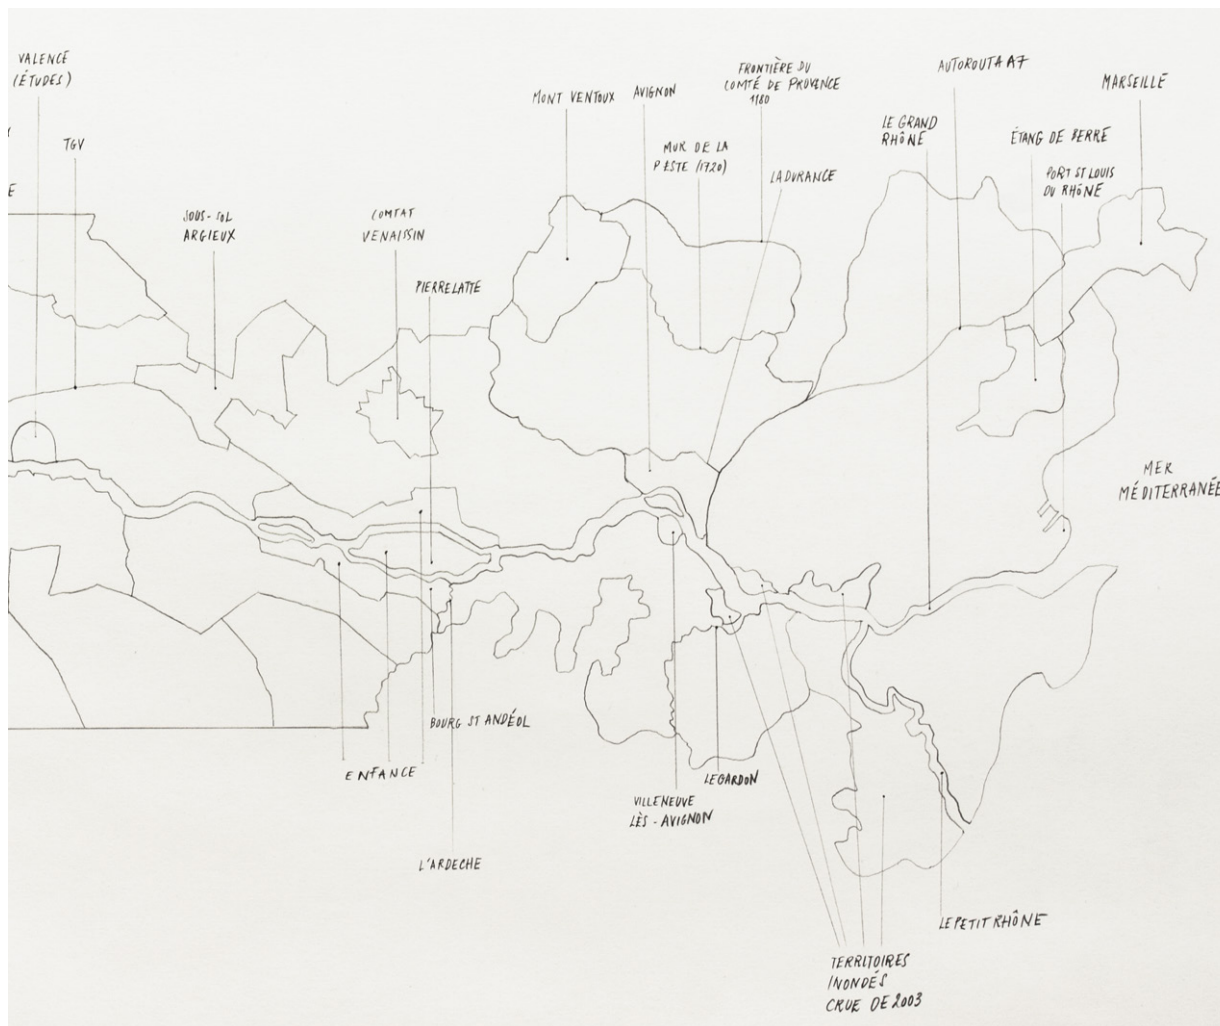 VALENCE
(ÉTUDES)
TGV
SOUS-SOL
ARGIEUX
COMTAT
VENAISSIN
PIERRELATTE
MONT VENTOUX
AVIGNON
MUR DE LA
PESTE (1720)
FRONTIÈRE DU
COMTÉ DE PROVENCE
1180
LA DURANCE
LE GRAND
RHÔNE
AUTOROUTA A7
ÉTANG DE BERRE
PORT ST LOUIS
DU RHÔNE
MARSEILLE
MER
MÉDITERRANÉE
ENFANCE
BOURG ST ANDÉOL
L'ARDECHE
VILLENEUVE
LÈS-AVIGNON
LE GARDON
LE PETIT RHÔNE
TERRITOIRES
INONDÉS
CRUE DE 2003